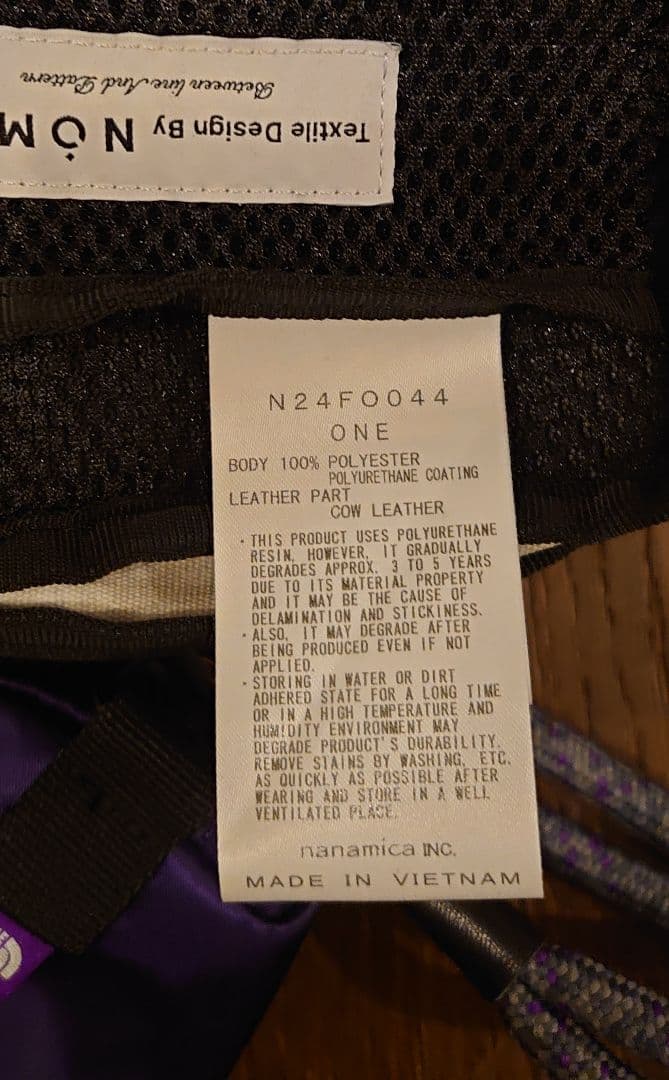 Between line And Pattern
Textile Design By NOM
N24FO044
ONE
BODY 100% POLYESTER
POLYURETHANE COATING
LEATHER PART
COW LEATHER
・THIS PRODUCT USES POLYURETHANE
RESIN. HOWEVER, IT GRADUALLY
DEGRADES APPROX. 3 TO 5 YEARS
DUE TO ITS MATERIAL PROPERTY
AND IT MAY BE THE CAUSE OF
DELAMINATION AND STICKINESS.
・ALSO, IT MAY DEGRADE AFTER
BEING PRODUCED EVEN IF NOT
APPLIED.
・STORING IN WATER OR DIRT
ADHERED STATE FOR A LONG TIME
OR IN A HIGH TEMPERATURE AND
HUMIDITY ENVIRONMENT MAY
DEGRADE PRODUCT'S DURABILITY.
REMOVE STAINS BY WASHING, ETC.
AS QUICKLY AS POSSIBLE AFTER
WEARING AND STORE IN A WELL
VENTILATED PLACE.
nanamica INC.
MADE IN VIETNAM